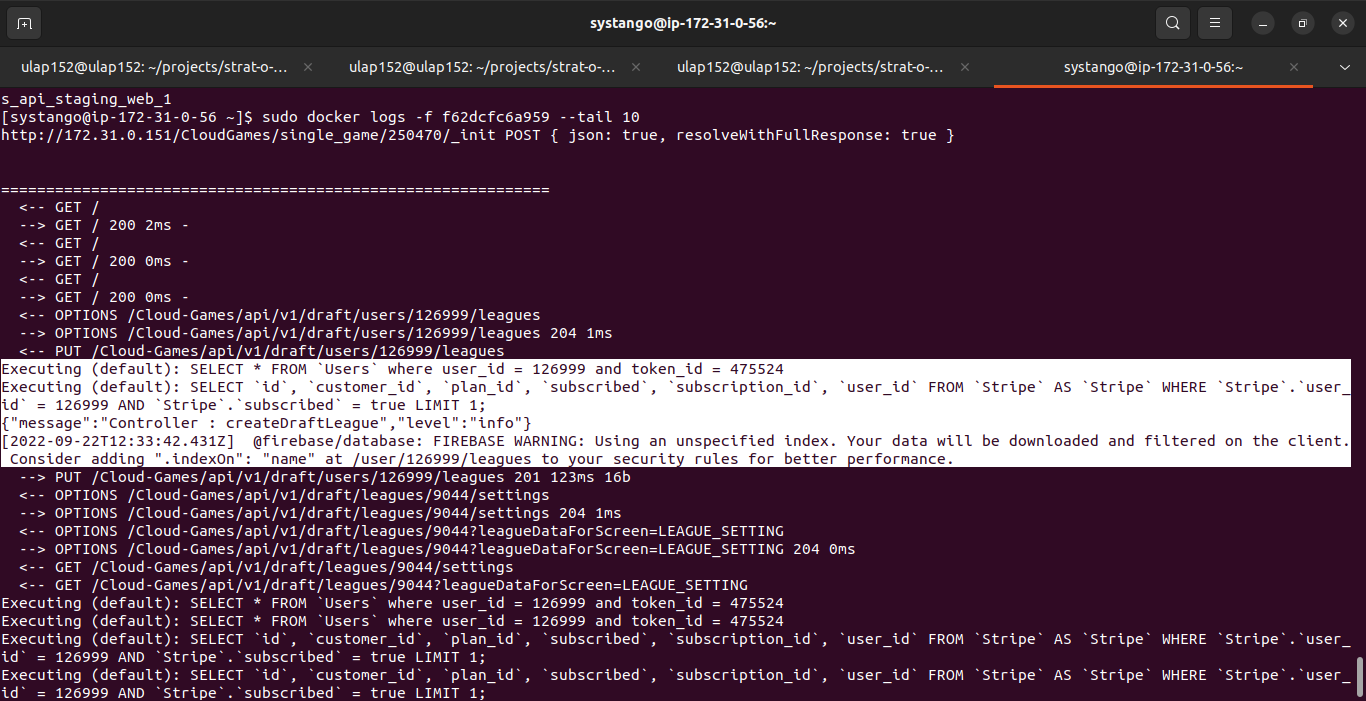 systango@ip-172-31-0-56:~
ulap152@ulap152: ~/projects/strat-o-...
ulap152@ulap152: ~/projects/strat-o-...
ulap152@ulap152: ~/projects/strat-o-...
systango@ip-172-31-0-56:~
s_api_staging_web_1
[systango@ip-172-31-0-56 ~]$ sudo docker logs -f f62dcfc6a959 --tail 10
http://172.31.0.151/CloudGames/single_game/250470/_init POST { json: true, resolveWithFullResponse: true }
=============================================================
<-- GET /
--> GET / 200 2ms -
<-- GET /
--> GET / 200 0ms -
<-- GET /
--> GET / 200 0ms -
<-- OPTIONS /Cloud-Games/api/v1/draft/users/126999/leagues
--> OPTIONS /Cloud-Games/api/v1/draft/users/126999/leagues 204 1ms
<-- PUT /Cloud-Games/api/v1/draft/users/126999/leagues
Executing (default): SELECT * FROM `Users` where user_id = 126999 and token_id = 475524
Executing (default): SELECT `id`, `customer_id`, `plan_id`, `subscribed`, `subscription_id`, `user_id` FROM `Stripe` AS `Stripe` WHERE `Stripe`.`user_
id` = 126999 AND `Stripe`.`subscribed` = true LIMIT 1;
{"message":"Controller : createDraftLeague","level":"info"}
[2022-09-22T12:33:42.431Z]  @firebase/database: FIREBASE WARNING: Using an unspecified index. Your data will be downloaded and filtered on the client.
Consider adding ".indexOn": "name" at /user/126999/leagues to your security rules for better performance.
--> PUT /Cloud-Games/api/v1/draft/users/126999/leagues 201 123ms 16b
<-- OPTIONS /Cloud-Games/api/v1/draft/leagues/9044/settings
--> OPTIONS /Cloud-Games/api/v1/draft/leagues/9044/settings 204 1ms
<-- OPTIONS /Cloud-Games/api/v1/draft/leagues/9044?leagueDataForScreen=LEAGUE_SETTING
--> OPTIONS /Cloud-Games/api/v1/draft/leagues/9044?leagueDataForScreen=LEAGUE_SETTING 204 0ms
<-- GET /Cloud-Games/api/v1/draft/leagues/9044/settings
<-- GET /Cloud-Games/api/v1/draft/leagues/9044?leagueDataForScreen=LEAGUE_SETTING
Executing (default): SELECT * FROM `Users` where user_id = 126999 and token_id = 475524
Executing (default): SELECT * FROM `Users` where user_id = 126999 and token_id = 475524
Executing (default): SELECT `id`, `customer_id`, `plan_id`, `subscribed`, `subscription_id`, `user_id` FROM `Stripe` AS `Stripe` WHERE `Stripe`.`user_
id` = 126999 AND `Stripe`.`subscribed` = true LIMIT 1;
Executing (default): SELECT `id`, `customer_id`, `plan_id`, `subscribed`, `subscription_id`, `user_id` FROM `Stripe` AS `Stripe` WHERE `Stripe`.`user_
id` = 126999 AND `Stripe`.`subscribed` = true LIMIT 1;